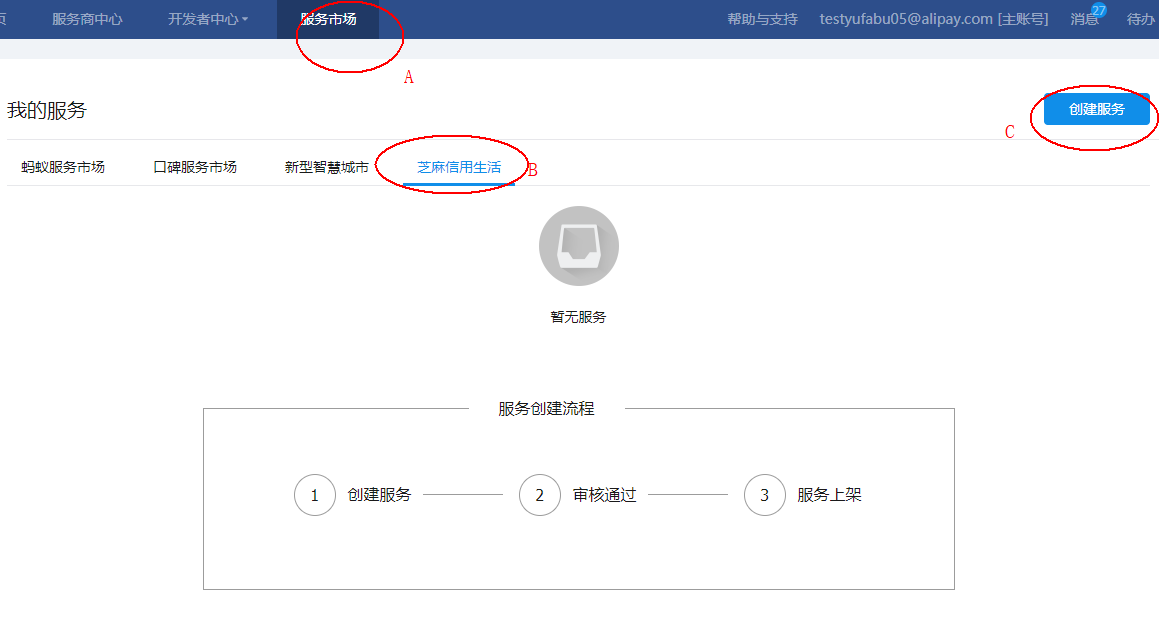 页 服务商中心 开发者中心 服务市场 帮助与支持 testyufabu05@alipay.com [主账号] 消息 27 待办
A
我的服务 创建服务
C
蚂蚁服务市场 口碑服务市场 新型智慧城市 芝麻信用生活 B
暂无服务
服务创建流程
1 创建服务 2 审核通过 3 服务上架